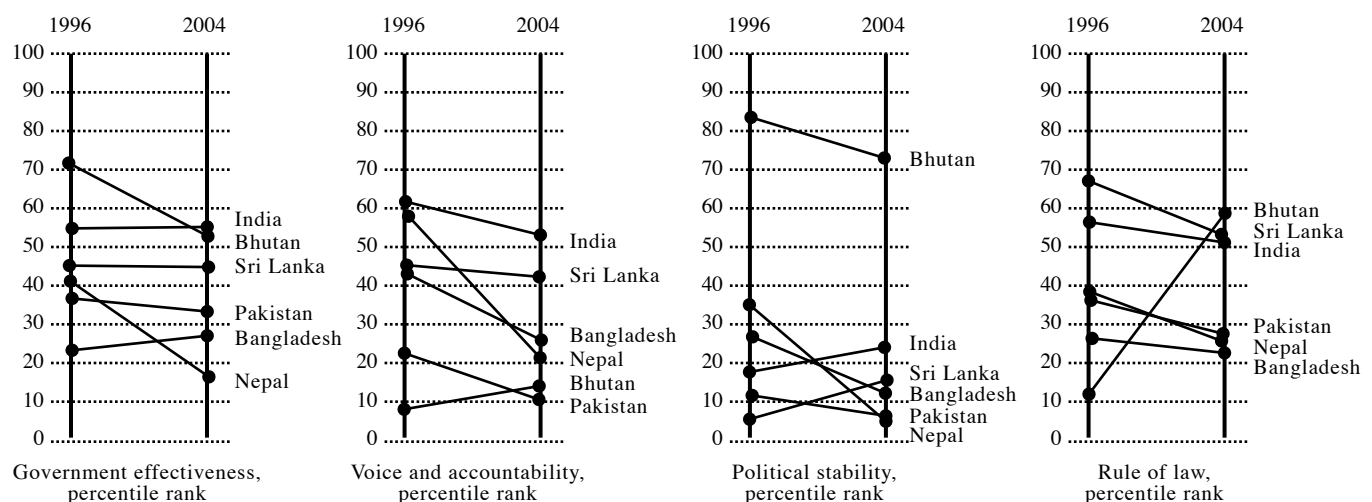 1996 2004
100
90
80
70
60
50
40
30
20
10
0
India
Bhutan
Sri Lanka
Pakistan
Bangladesh
Nepal
Government effectiveness,
percentile rank
1996 2004
100
90
80
70
60
50
40
30
20
10
0
India
Sri Lanka
Bangladesh
Nepal
Bhutan
Pakistan
Voice and accountability,
percentile rank
1996 2004
100
90
80
70
60
50
40
30
20
10
0
Bhutan
India
Sri Lanka
Bangladesh
Pakistan
Nepal
Political stability,
percentile rank
1996 2004
100
90
80
70
60
50
40
30
20
10
0
Bhutan
Sri Lanka
India
Pakistan
Nepal
Bangladesh
Rule of law,
percentile rank